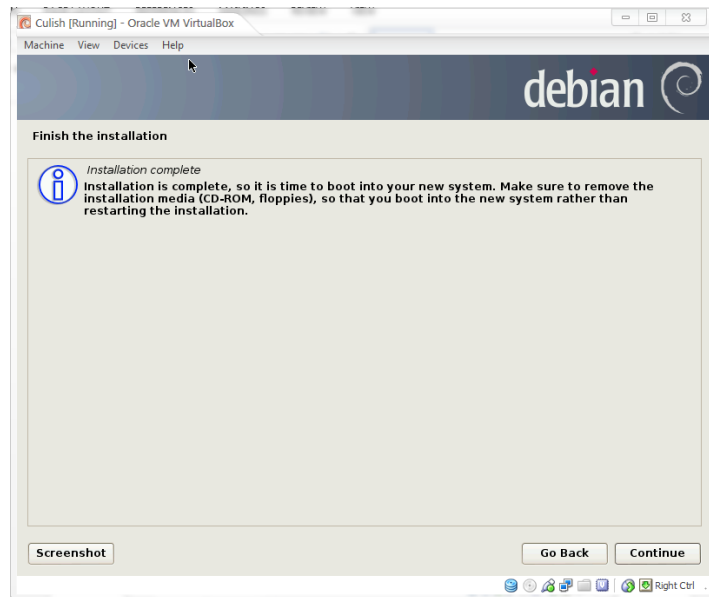 Culish [Running] - Oracle VM VirtualBox
Machine View Devices Help
debian
Finish the installation
Installation complete
Installation is complete, so it is time to boot into your new system. Make sure to remove the
installation media (CD-ROM, floppies), so that you boot into the new system rather than
restarting the installation.
Screenshot Go Back Continue
Right Ctrl